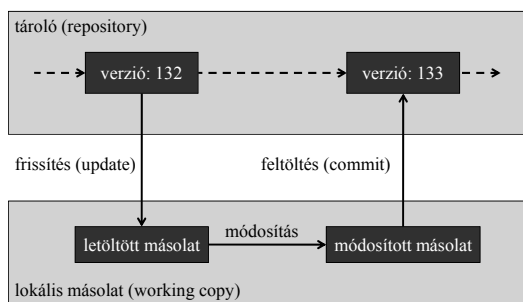 tároló (repository)
verzió: 132
verzió: 133
frissítés (update)
feltöltés (commit)
letöltött másolat
módosítás
módosított másolat
lokális másolat (working copy)